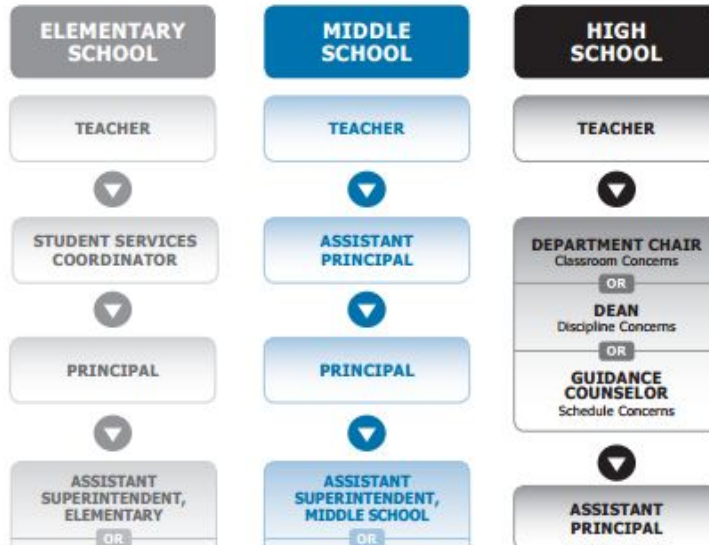 ELEMENTARY
SCHOOL
TEACHER
STUDENT SERVICES
COORDINATOR
PRINCIPAL
ASSISTANT
SUPERINTENDENT,
ELEMENTARY
OR
MIDDLE
SCHOOL
TEACHER
ASSISTANT
PRINCIPAL
PRINCIPAL
ASSISTANT
SUPERINTENDENT,
MIDDLE SCHOOL
OR
HIGH
SCHOOL
TEACHER
DEPARTMENT CHAIR
Classroom Concerns
OR
DEAN
Discipline Concerns
OR
GUIDANCE
COUNSELOR
Schedule Concerns
ASSISTANT
PRINCIPAL